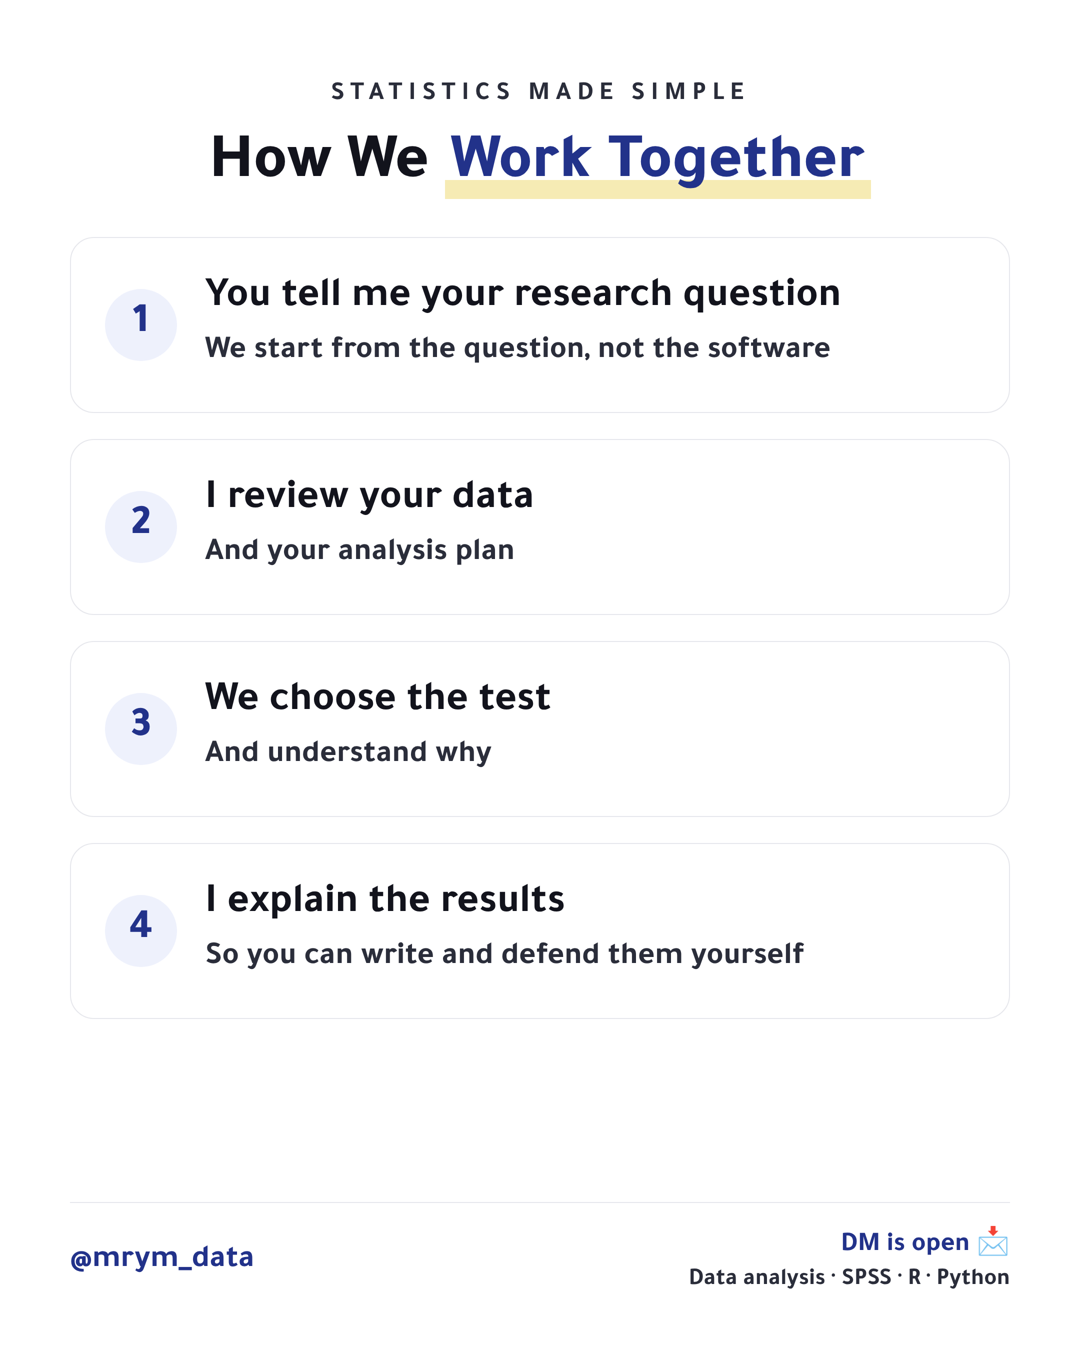 STATISTICS MADE SIMPLE
How We Work Together
1
You tell me your research question
We start from the question, not the software
2
I review your data
And your analysis plan
3
We choose the test
And understand why
4
I explain the results
So you can write and defend them yourself
@mrym_data
DM is open 📩
Data analysis · SPSS · R · Python